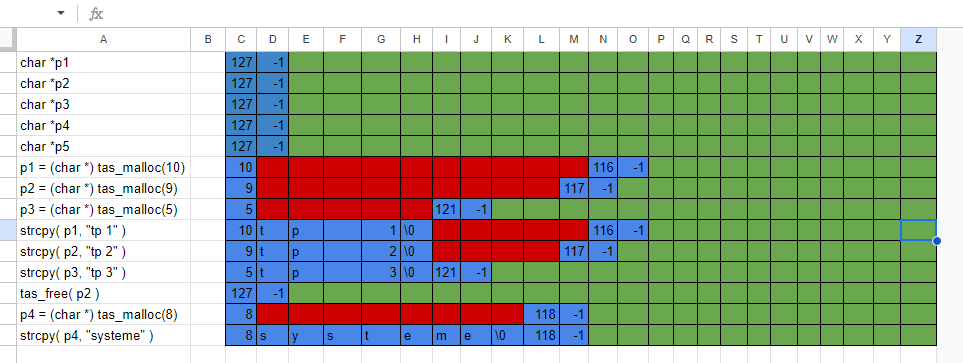 fx
A B C D E F G H I J K L M N O P Q R S T U V W X Y Z
char *p1 127 -1
char *p2 127 -1
char *p3 127 -1
char *p4 127 -1
char *p5 127 -1
p1 = (char *) tas_malloc(10) 10 116 -1
p2 = (char *) tas_malloc(9) 9 117 -1
p3 = (char *) tas_malloc(5) 5 121 -1
strcpy( p1, "tp 1" ) 10 t p 1 \0 116 -1
strcpy( p2, "tp 2" ) 9 t p 2 \0 117 -1
strcpy( p3, "tp 3" ) 5 t p 3 \0 121 -1
tas_free( p2 ) 127 -1
p4 = (char *) tas_malloc(8) 8 118 -1
strcpy( p4, "systeme" ) 8 s y s t e m e \0 118 -1